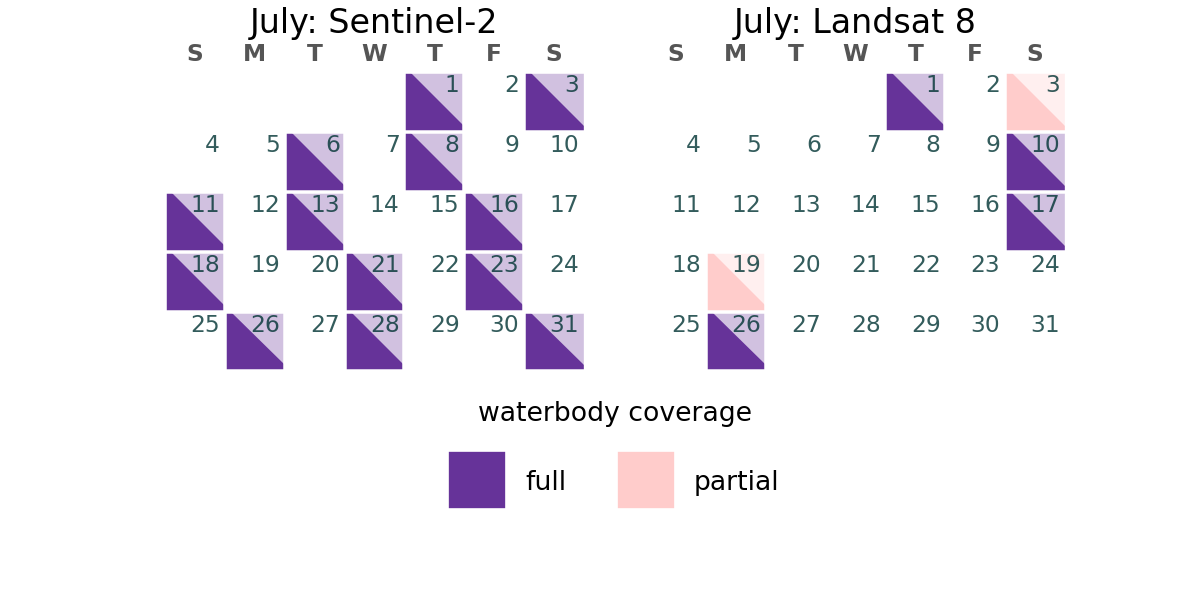 July: Sentinel-2
S M T W T F S
1 2 3
4 5 6 7 8 9 10
11 12 13 14 15 16 17
18 19 20 21 22 23 24
25 26 27 28 29 30 31
July: Landsat 8
S M T W T F S
1 2 3
4 5 6 7 8 9 10
11 12 13 14 15 16 17
18 19 20 21 22 23 24
25 26 27 28 29 30 31
waterbody coverage
full partial